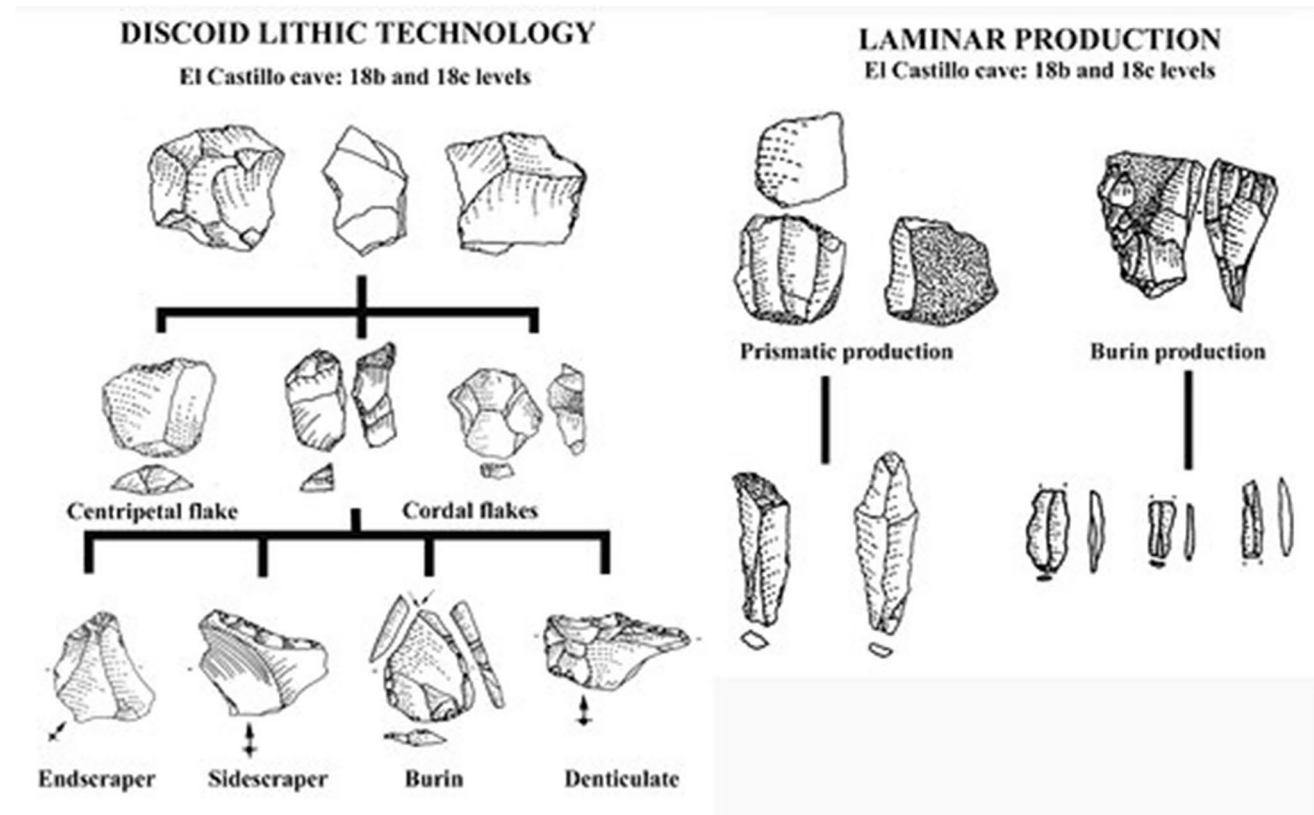 DISCOID LITHIC TECHNOLOGY
El Castillo cave: 18b and 18c levels
Centripetal flake
Cordal flakes
Endscraper
Sidescraper
Burin
Denticulate
LAMINAR PRODUCTION
El Castillo cave: 18b and 18c levels
Prismatic production
Burin production